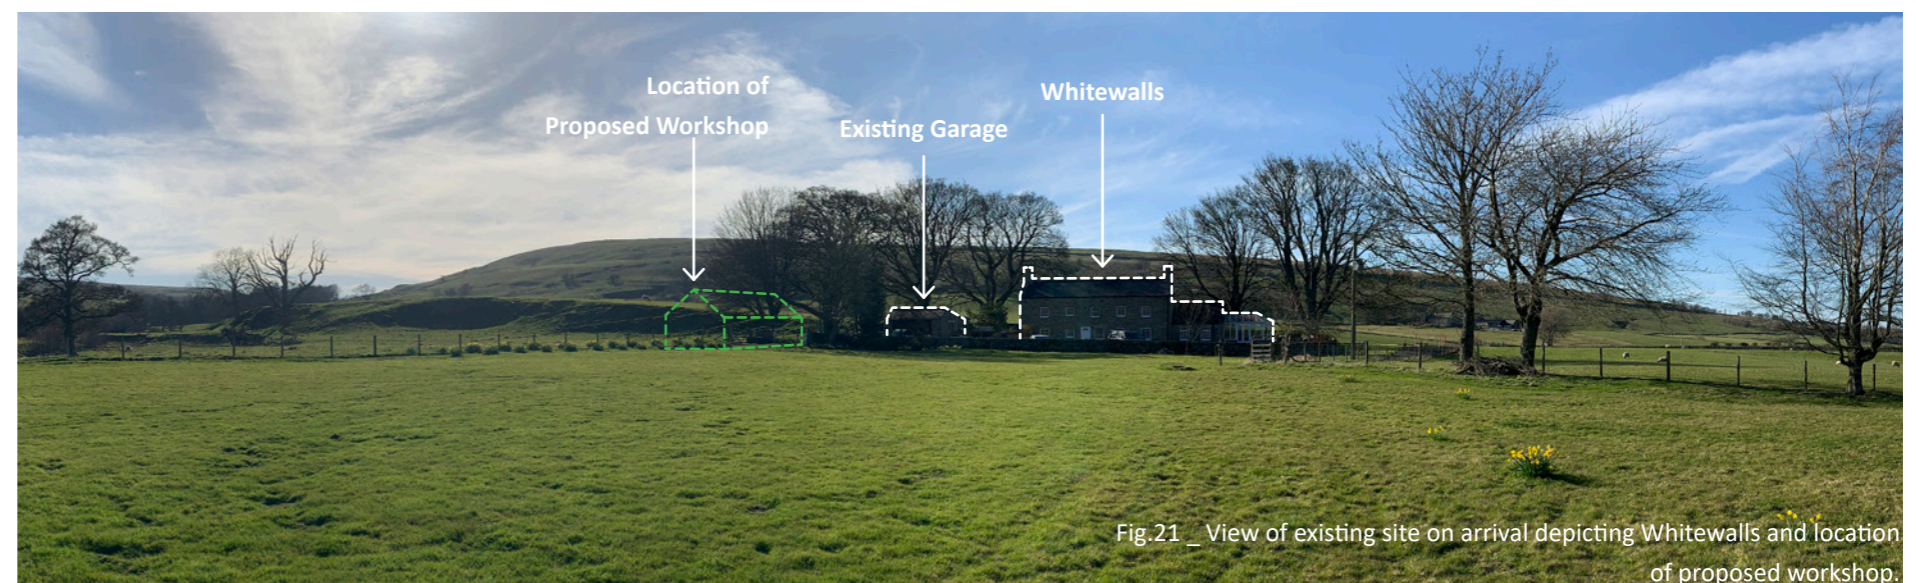 Location of
Proposed Workshop
Existing Garage
Whitewalls
Fig.21 _ View of existing site on arrival depicting Whitewalls and location
of proposed workshop.